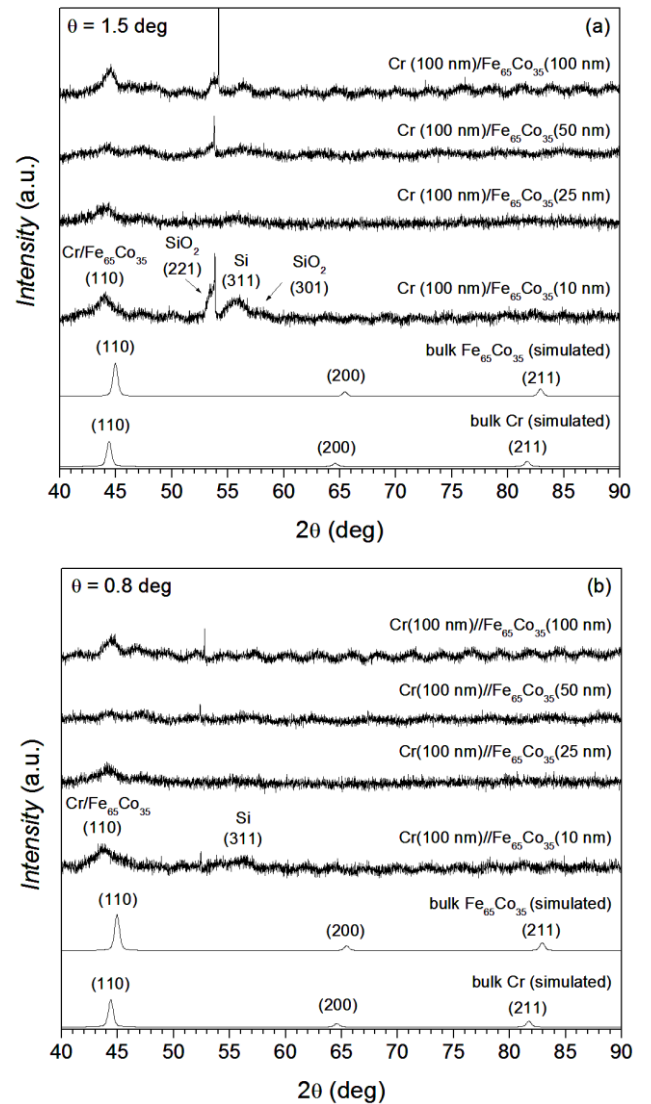 θ = 1.5 deg
(a)
Cr (100 nm)/Fe₆₅Co₃₅(100 nm)
Cr (100 nm)/Fe₆₅Co₃₅(50 nm)
Cr (100 nm)/Fe₆₅Co₃₅(25 nm)
Cr/Fe₆₅Co₃₅
(110)
SiO₂
(221)
Si
(311)
SiO₂
(301)
Cr (100 nm)/Fe₆₅Co₃₅(10 nm)
bulk Fe₆₅Co₃₅ (simulated)
(110)
(200)
(211)
bulk Cr (simulated)
(110)
(200)
(211)
Intensity (a.u.)
40 45 50 55 60 65 70 75 80 85 90
2θ (deg)
θ = 0.8 deg
(b)
Cr(100 nm)//Fe₆₅Co₃₅(100 nm)
Cr(100 nm)//Fe₆₅Co₃₅(50 nm)
Cr(100 nm)//Fe₆₅Co₃₅(25 nm)
Cr/Fe₆₅Co₃₅
(110)
Si
(311)
Cr(100 nm)//Fe₆₅Co₃₅(10 nm)
bulk Fe₆₅Co₃₅ (simulated)
(110)
(200)
(211)
bulk Cr (simulated)
(110)
(200)
(211)
Intensity (a.u.)
40 45 50 55 60 65 70 75 80 85 90
2θ (deg)